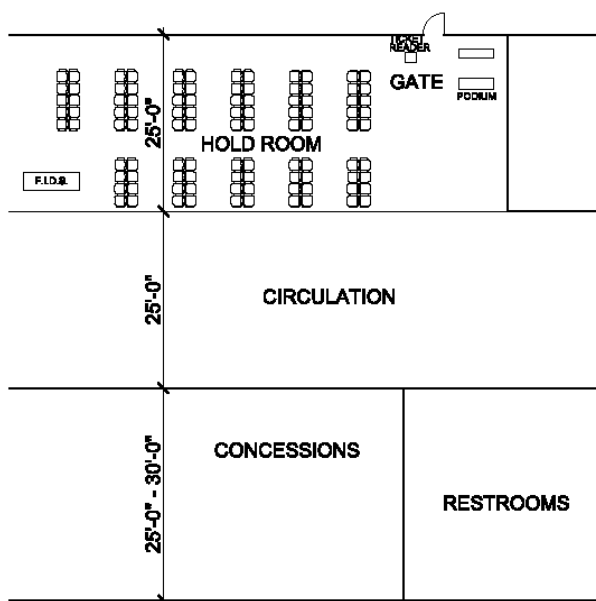 TICKET
READER
GATE
PODIUM
25'-0"
HOLD ROOM
F.I.D.S.
25'-0"
CIRCULATION
25'-0" - 30'-0"
CONCESSIONS
RESTROOMS